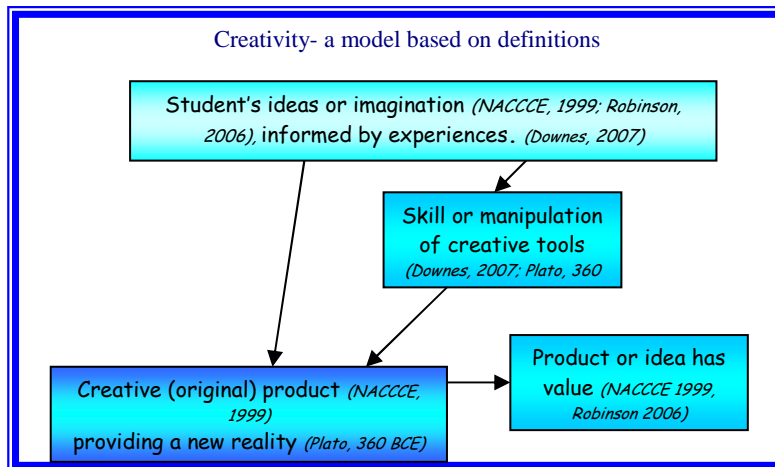 Creativity- a model based on definitions
Student's ideas or imagination (NACCCE, 1999; Robinson,
2006), informed by experiences. (Downes, 2007)
Skill or manipulation
of creative tools
(Downes, 2007; Plato, 360
Creative (original) product (NACCCE,
1999)
providing a new reality (Plato, 360 BCE)
Product or idea has
value (NACCCE 1999,
Robinson 2006)